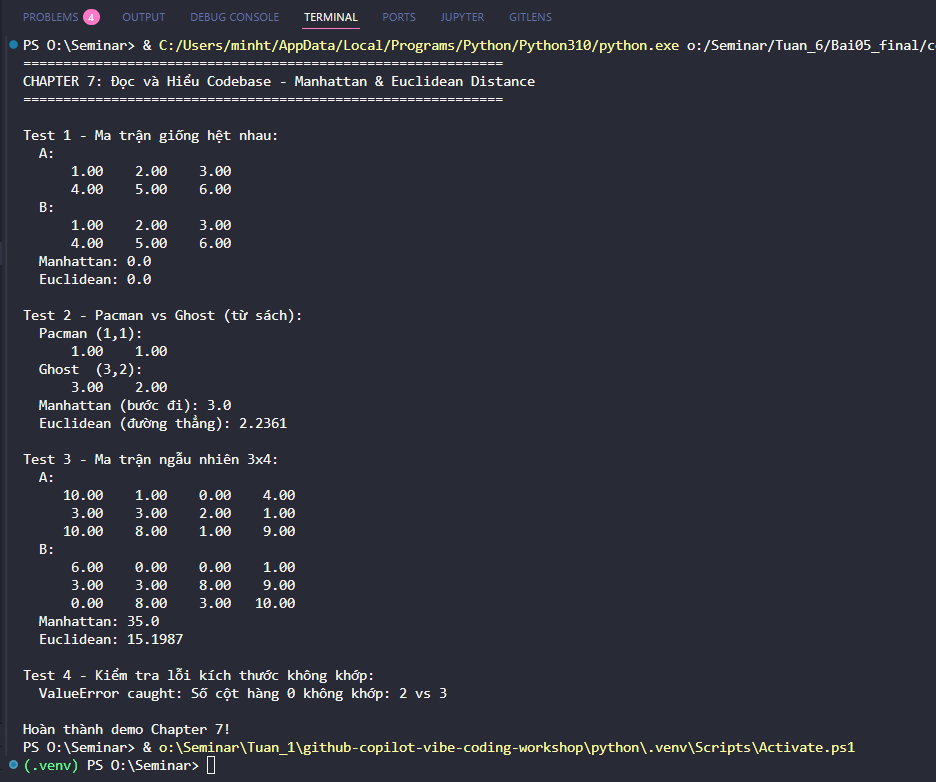 PROBLEMS 4 OUTPUT DEBUG CONSOLE TERMINAL PORTS JUPYTER GITLENS
PS O:\Seminar> & C:/Users/minht/AppData/Local/Programs/Python/Python310/python.exe o:/Seminar/Tuan_6/Bai05_final/c
============================================================
CHAPTER 7: Đọc và Hiểu Codebase - Manhattan & Euclidean Distance
============================================================
Test 1 - Ma trận giống hệt nhau:
A:
1.00 2.00 3.00
4.00 5.00 6.00
B:
1.00 2.00 3.00
4.00 5.00 6.00
Manhattan: 0.0
Euclidean: 0.0
Test 2 - Pacman vs Ghost (từ sách):
Pacman (1,1):
1.00 1.00
Ghost (3,2):
3.00 2.00
Manhattan (bước đi): 3.0
Euclidean (đường thẳng): 2.2361
Test 3 - Ma trận ngẫu nhiên 3x4:
A:
10.00 1.00 0.00 4.00
3.00 3.00 2.00 1.00
10.00 8.00 1.00 9.00
B:
6.00 0.00 0.00 1.00
3.00 3.00 8.00 9.00
0.00 8.00 3.00 10.00
Manhattan: 35.0
Euclidean: 15.1987
Test 4 - Kiểm tra lỗi kích thước không khớp:
ValueError caught: Số cột hàng 0 không khớp: 2 vs 3
Hoàn thành demo Chapter 7!
PS O:\Seminar> & o:\Seminar\Tuan_1\github-copilot-vibe-coding-workshop\python\.venv\Scripts\Activate.ps1
(.venv) PS O:\Seminar>